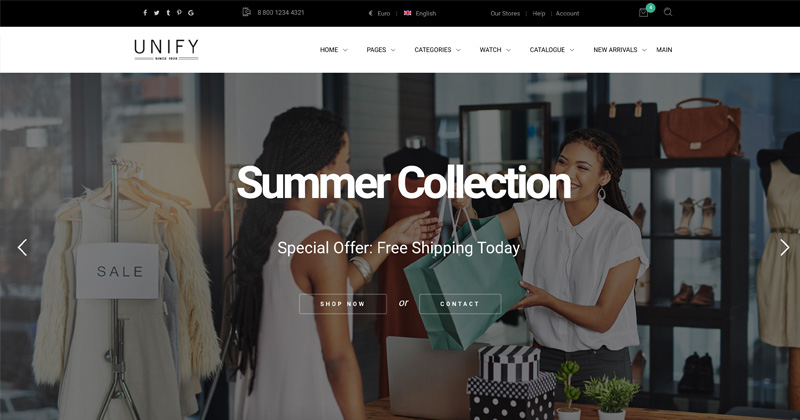 8 800 1234 4321
€ Euro | English
Our Stores | Help | Account
4
UNIFY
SINCE 1928
HOME PAGES CATEGORIES WATCH CATALOGUE NEW ARRIVALS MAIN
Summer Collection
SALE
Special Offer: Free Shipping Today
SHOP NOW or CONTACT